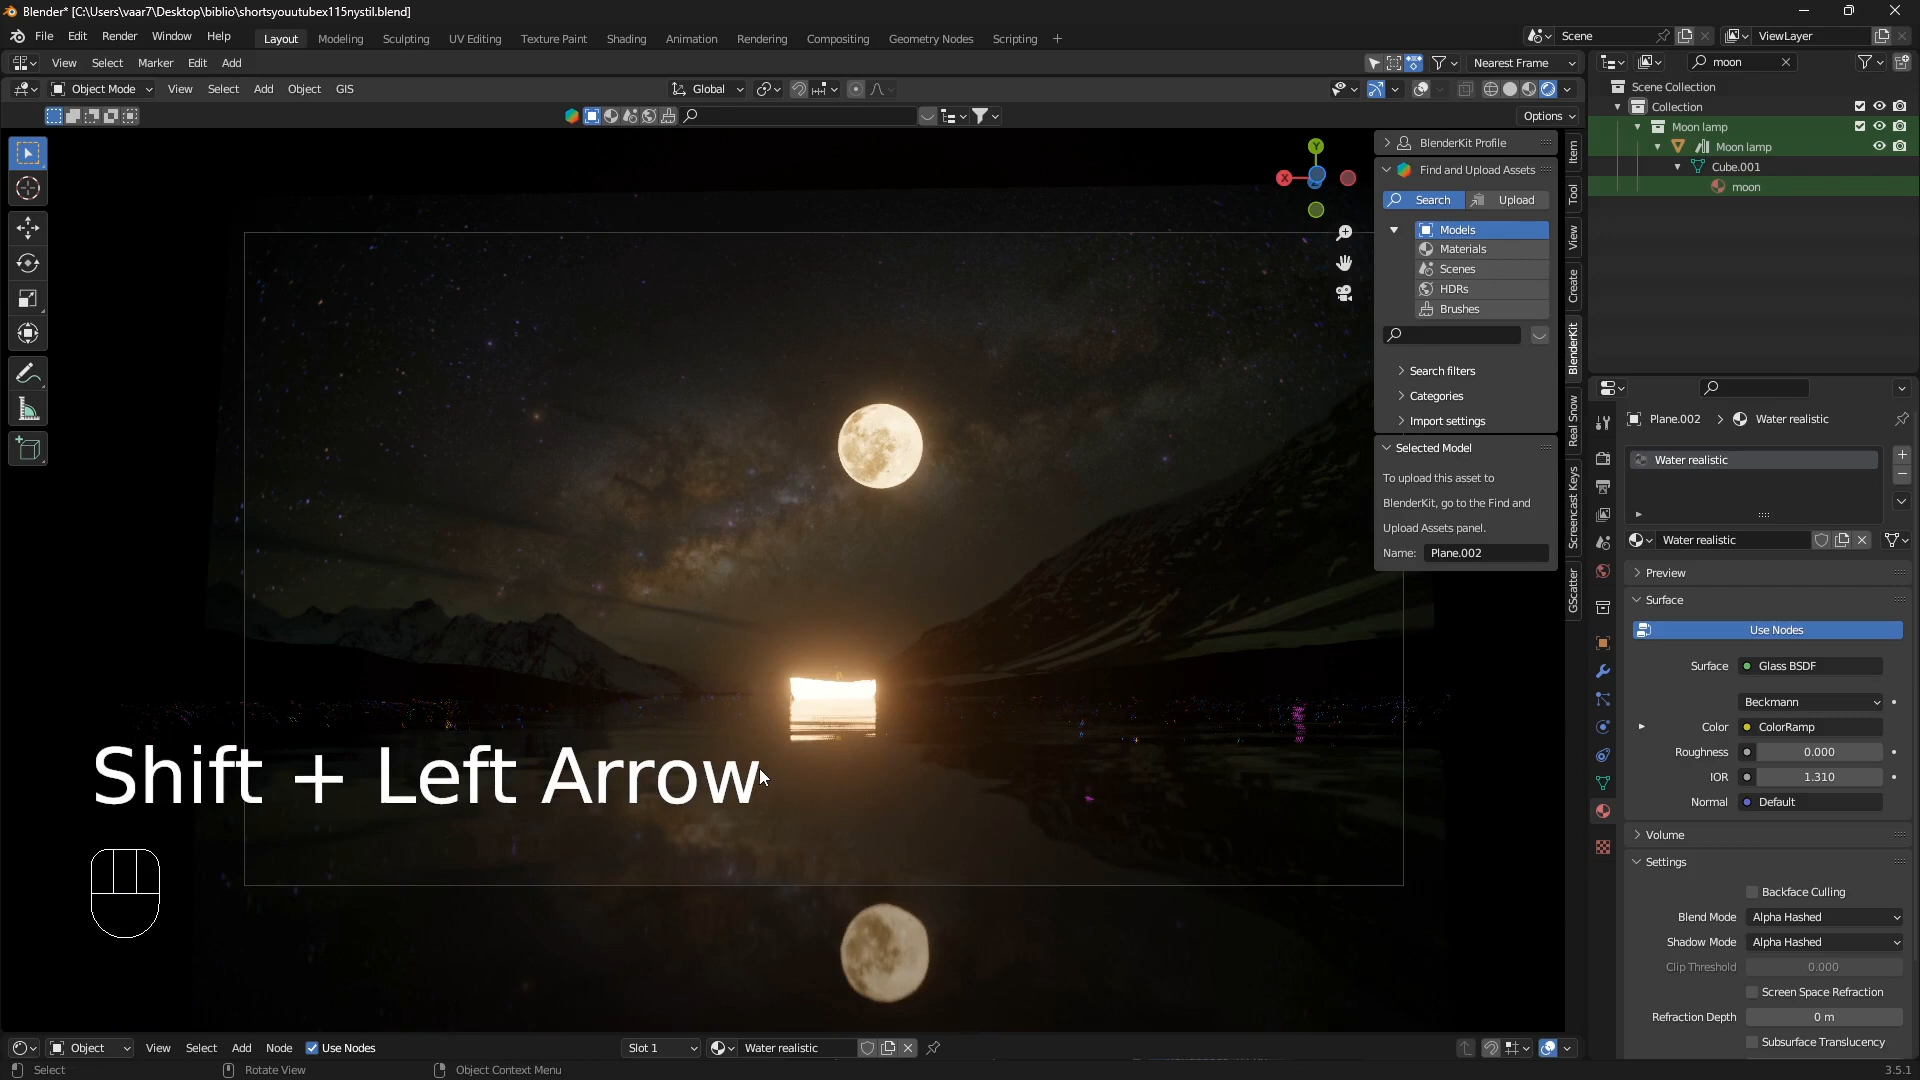 Blender* [C:\Users\vaar7\Desktop\biblio\shortsyouutubex115nystil.blend]
File Edit Render Window Help Layout Modeling Sculpting UV Editing Texture Paint Shading Animation Rendering Compositing Geometry Nodes Scripting + Scene ViewLayer
View Select Marker Edit Add Nearest Frame moon
Object Mode View Select Add Object GIS Global
Options
Scene Collection
Collection
Moon lamp
Moon lamp
Cube.001
moon
Y
X
BlenderKit Profile
Find and Upload Assets
Search Upload
Models
Materials
Scenes
HDRs
Brushes
Search filters
Categories
Import settings
Selected Model
To upload this asset to
BlenderKit, go to the Find and
Upload Assets panel.
Name: Plane.002
Item
Tool
View
Create
BlenderKit
Real Snow
Screencast Keys
GScatter
Plane.002 Water realistic
Water realistic
Water realistic
Preview
Surface
Use Nodes
Surface Glass BSDF
Beckmann
Color ColorRamp
Roughness 0.000
IOR 1.310
Normal Default
Volume
Settings
Backface Culling
Blend Mode Alpha Hashed
Shadow Mode Alpha Hashed
Clip Threshold 0.000
Screen Space Refraction
Refraction Depth 0 m
Subsurface Translucency
Shift + Left Arrow
Object View Select Add Node Use Nodes Slot 1 Water realistic
Select Rotate View Object Context Menu 3.5.1